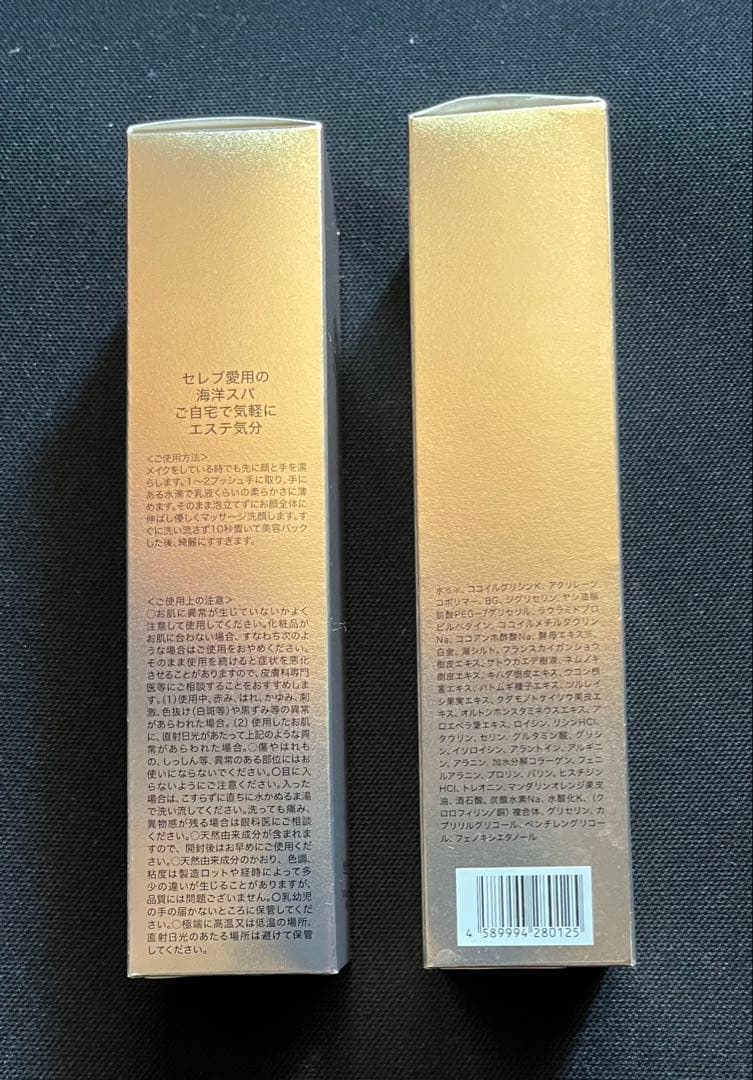 セレブ愛用の
海洋スパ
ご自宅で気軽に
エステ気分
<ご使用方法>
メイクをしている時でも先に顔と手を濡
らします。1〜2プッシュ手に取り、手に
ある水滴で乳液くらいの柔らかさに薄
めます。そのまま泡立てずにお顔全体に
伸ばし優しくマッサージ洗顔します。す
ぐに洗い流さず10秒置いて美容パック
した後、綺麗にすすぎます。
<ご使用上の注意>
○お肌に異常が生じていないかよく
注意して使用してください。化粧品が
お肌に合わない場合、すなわち次のよ
うな場合はご使用をおやめください。
そのまま使用を続けると症状を悪化
させることがありますので、皮膚科専門
医等にご相談することをおすすめしま
す。(1)使用中、赤み、はれ、かゆみ、刺
激、色抜け(白斑等)や黒ずみ等の異常
があらわれた場合。(2)使用したお肌
に、直射日光があたって上記のような異
常があらわれた場合。○傷やはれも
の、しっしん等、異常のある部位にはお
使いにならないでください。○目に入
らないようにご注意ください。入った
場合は、こすらずに直ちに水かぬるま湯
で洗い流してください。洗っても痛み、
異物感が残る場合は眼科医にご相談
ください。○天然由来成分が含まれま
すので、開封後はお早めにご使用くだ
さい。○天然由来成分のかおり、色調、
粘度は製造ロットや経時によって
多少の違いが生じることがありますが、
品質には問題ございません。○乳幼児
の手の届かないところに保管してくだ
さい。○極端に高温又は低温の場所、
直射日光のあたる場所は避けて保管
してください。
水※、ココイルグリシンK、アクリレーツ
コポリマー、BG、ジグリセリン、ヤシ油脂
肪酸PEG-7グリセリル、ラウラミドプロ
ピルベタイン、ココイルメチルタウリン
Na、ココアンホ酢酸Na、酵母エキス※、
白金、海シルト、フランスカイガンショウ
樹皮エキス、サトウカエデ樹液、ネムノキ
樹皮エキス、キハダ樹皮エキス、ウコン根
茎エキス、ハトムギ種子エキス、ツルレイ
シ果実エキス、クダモノトケイソウ果皮エ
キス、オルトシホンスタミネウスエキス、ア
ロエベラ葉エキス、ロイシン、リシンHCl、
タウリン、セリン、グルタミン酸、グリシ
ン、イソロイシン、アラントイン、アルギニ
ン、アラニン、加水分解コラーゲン、フェニ
ルアラニン、プロリン、バリン、ヒスチジン
HCl、トレオニン、マンダリンオレンジ果皮
油、酒石酸、炭酸水素Na、水酸化K、(ク
ロロフィリン/銅)複合体、グリセリン、カ
プリリルグリコール、ペンチレングリコー
ル、フェノキシエタノール
4 589994 280125